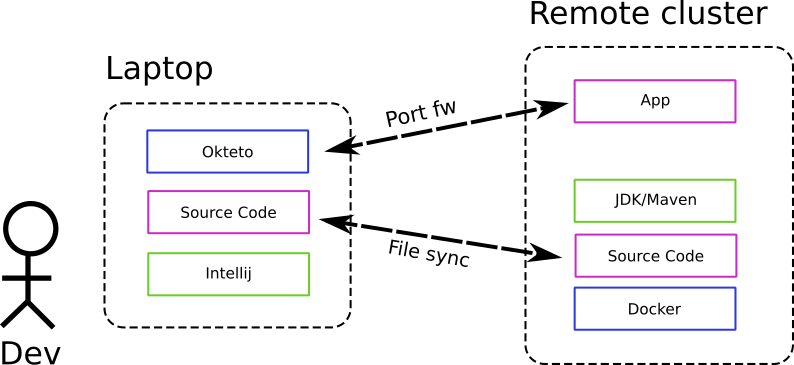 Remote cluster
Laptop
Port fw
App
Okteto
Source Code
JDK/Maven
File sync
Source Code
Intellij
Docker
Dev